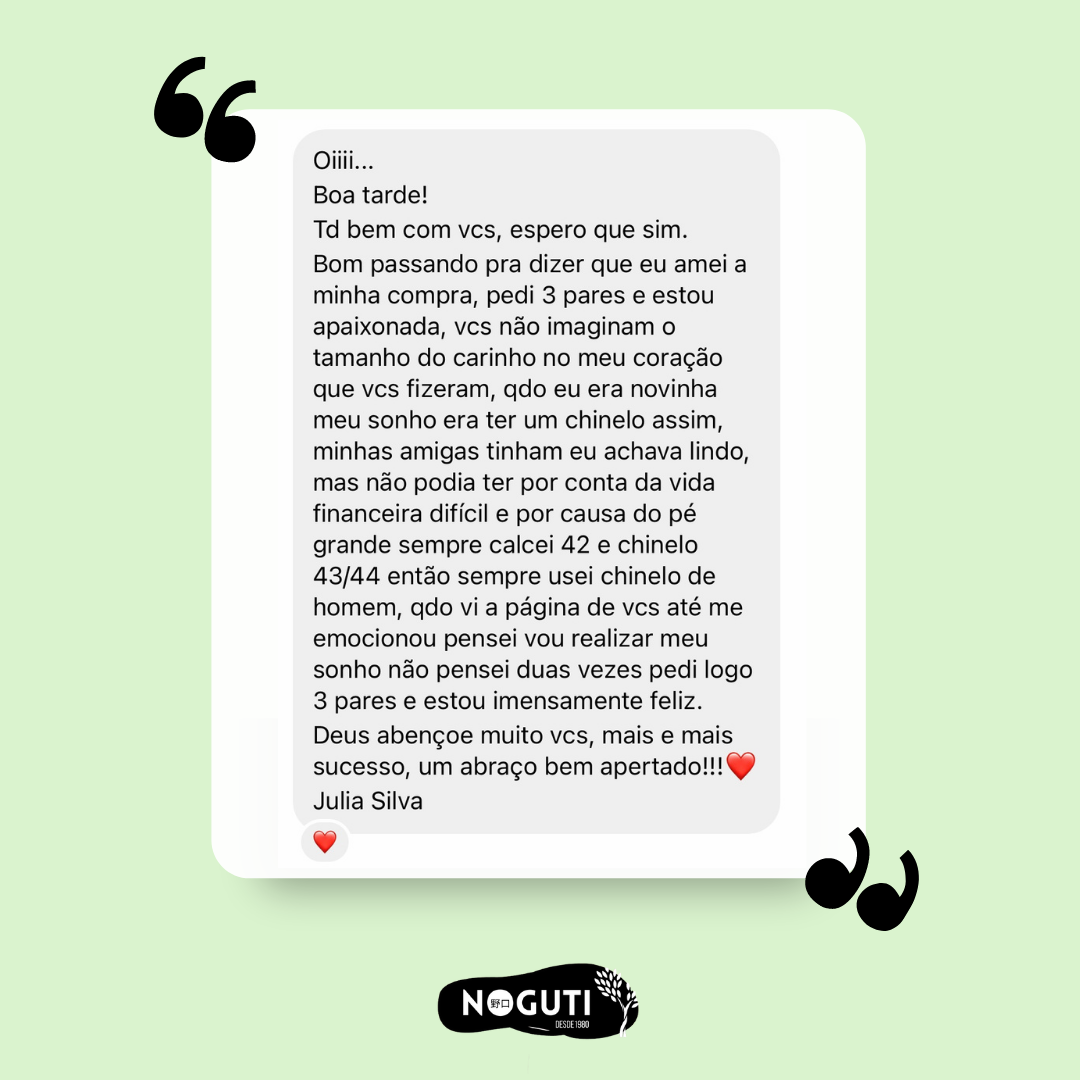 Oiiii...
Boa tarde!
Td bem com vcs, espero que sim.
Bom passando pra dizer que eu amei a
minha compra, pedi 3 pares e estou
apaixonada, vcs não imaginam o
tamanho do carinho no meu coração
que vcs fizeram, qdo eu era novinha
meu sonho era ter um chinelo assim,
minhas amigas tinham eu achava lindo,
mas não podia ter por conta da vida
financeira difícil e por causa do pé
grande sempre calcei 42 e chinelo
43/44 então sempre usei chinelo de
homem, qdo vi a página de vcs até me
emocionou pensei vou realizar meu
sonho não pensei duas vezes pedi logo
3 pares e estou imensamente feliz.
Deus abençoe muito vcs, mais e mais
sucesso, um abraço bem apertado!!!❤️
Julia Silva
❤️
NOGUTI
野口
DESDE 1980